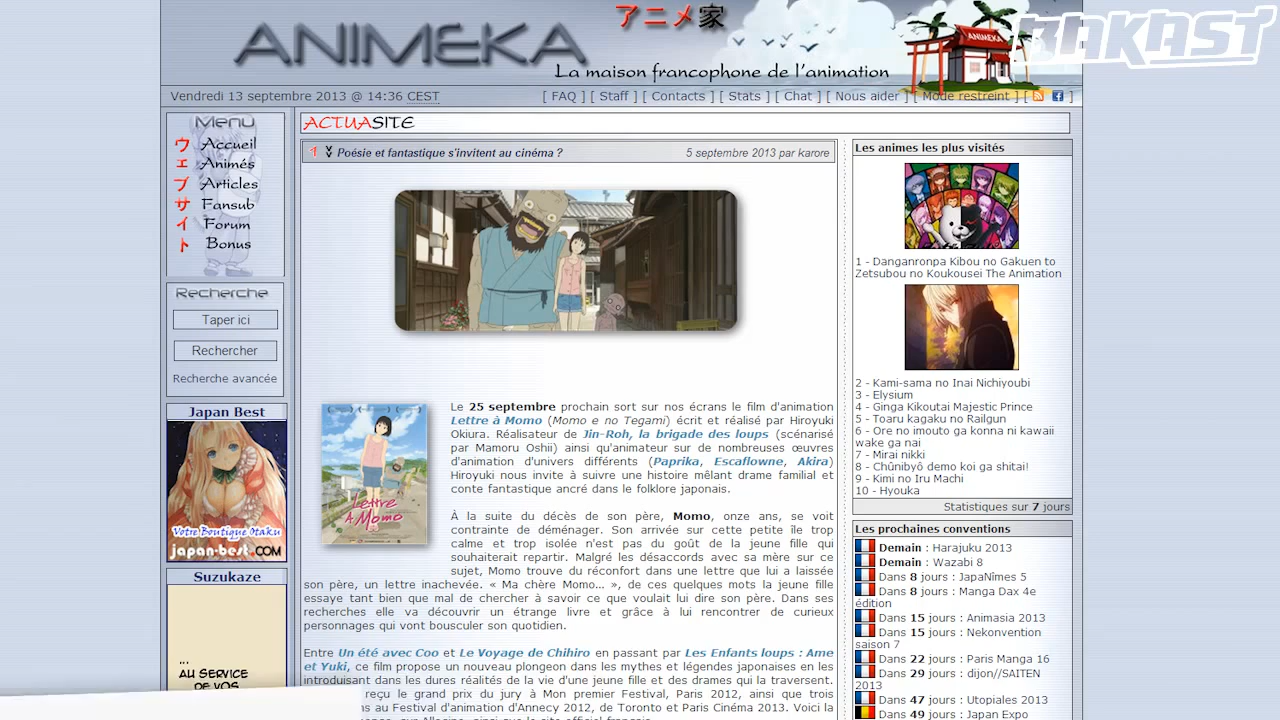 アニメ家
ANIMEKA
ANIMEKA
BAKAST
La maison francophone de l'animation
Vendredi 13 septembre 2013 @ 14:36 CEST
[ FAQ ] [ Staff ] [ Contacts ] [ Stats ] [ Chat ] [ Nous aider ] [ Mode restreint ] [ ]
Menu
ウ Accueil
ェ Animés
ブ Articles
サ Fansub
イ Forum
ト Bonus
Recherche
Taper ici
Rechercher
Recherche avancée
Japan Best
Votre Boutique Otaku
japan-best.COM
Suzukaze
...
AU SERVICE
DE VOS
ACTUASITE
1 Poésie et fantastique s'invitent au cinéma ?
5 septembre 2013 par karore
Lettre
à Momo
Le 25 septembre prochain sort sur nos écrans le film d'animation
Lettre à Momo (Momo e no Tegami) écrit et réalisé par Hiroyuki
Okiura. Réalisateur de Jin-Roh, la brigade des loups (scénarisé
par Mamoru Oshii) ainsi qu'animateur sur de nombreuses œuvres
d'animation d'univers différents (Paprika, Escaflowne, Akira)
Hiroyuki nous invite à suivre une histoire mêlant drame familial et
conte fantastique ancré dans le folklore japonais.
À la suite du décès de son père, Momo, onze ans, se voit
contrainte de déménager. Son arrivée sur cette petite île trop
calme et trop isolée n'est pas du goût de la jeune fille qui
souhaiterait repartir. Malgré les désaccords avec sa mère sur ce
sujet, Momo trouve du réconfort dans une lettre que lui a laissée
son père, un lettre inachevée. « Ma chère Momo... », de ces quelques mots la jeune fille
essaye tant bien que mal de chercher à savoir ce que voulait lui dire son père. Dans ses
recherches elle va découvrir un étrange livre et grâce à lui rencontrer de curieux
personnages qui vont bousculer son quotidien.
Entre Un été avec Coo et Le Voyage de Chihiro en passant par Les Enfants loups : Ame
et Yuki, ce film propose un nouveau plongeon dans les mythes et légendes japonaises en les
introduisant dans les dures réalités de la vie d'une jeune fille et des drames qui la traversent.
reçu le grand prix du jury à Mon premier Festival, Paris 2012, ainsi que trois
au Festival d'animation d'Annecy 2012, de Toronto et Paris Cinéma 2013. Voici la
Les animes les plus visités
1 - Danganronpa Kibou no Gakuen to
Zetsubou no Koukousei The Animation
2 - Kami-sama no Inai Nichiyoubi
3 - Elysium
4 - Ginga Kikoutai Majestic Prince
5 - Toaru kagaku no Railgun
6 - Ore no imouto ga konna ni kawaii
wake ga nai
7 - Mirai nikki
8 - Chûnibyô demo koi ga shitai!
9 - Kimi no Iru Machi
10 - Hyouka
Statistiques sur 7 jours
Les prochaines conventions
Demain : Harajuku 2013
Demain : Wazabi 8
Dans 8 jours : JapaNîmes 5
Dans 8 jours : Manga Dax 4e
édition
Dans 15 jours : Animasia 2013
Dans 15 jours : Nekonvention
saison 7
Dans 22 jours : Paris Manga 16
Dans 29 jours : dijon//SAITEN
2013
Dans 47 jours : Utopiales 2013
Dans 49 jours : Japan Expo